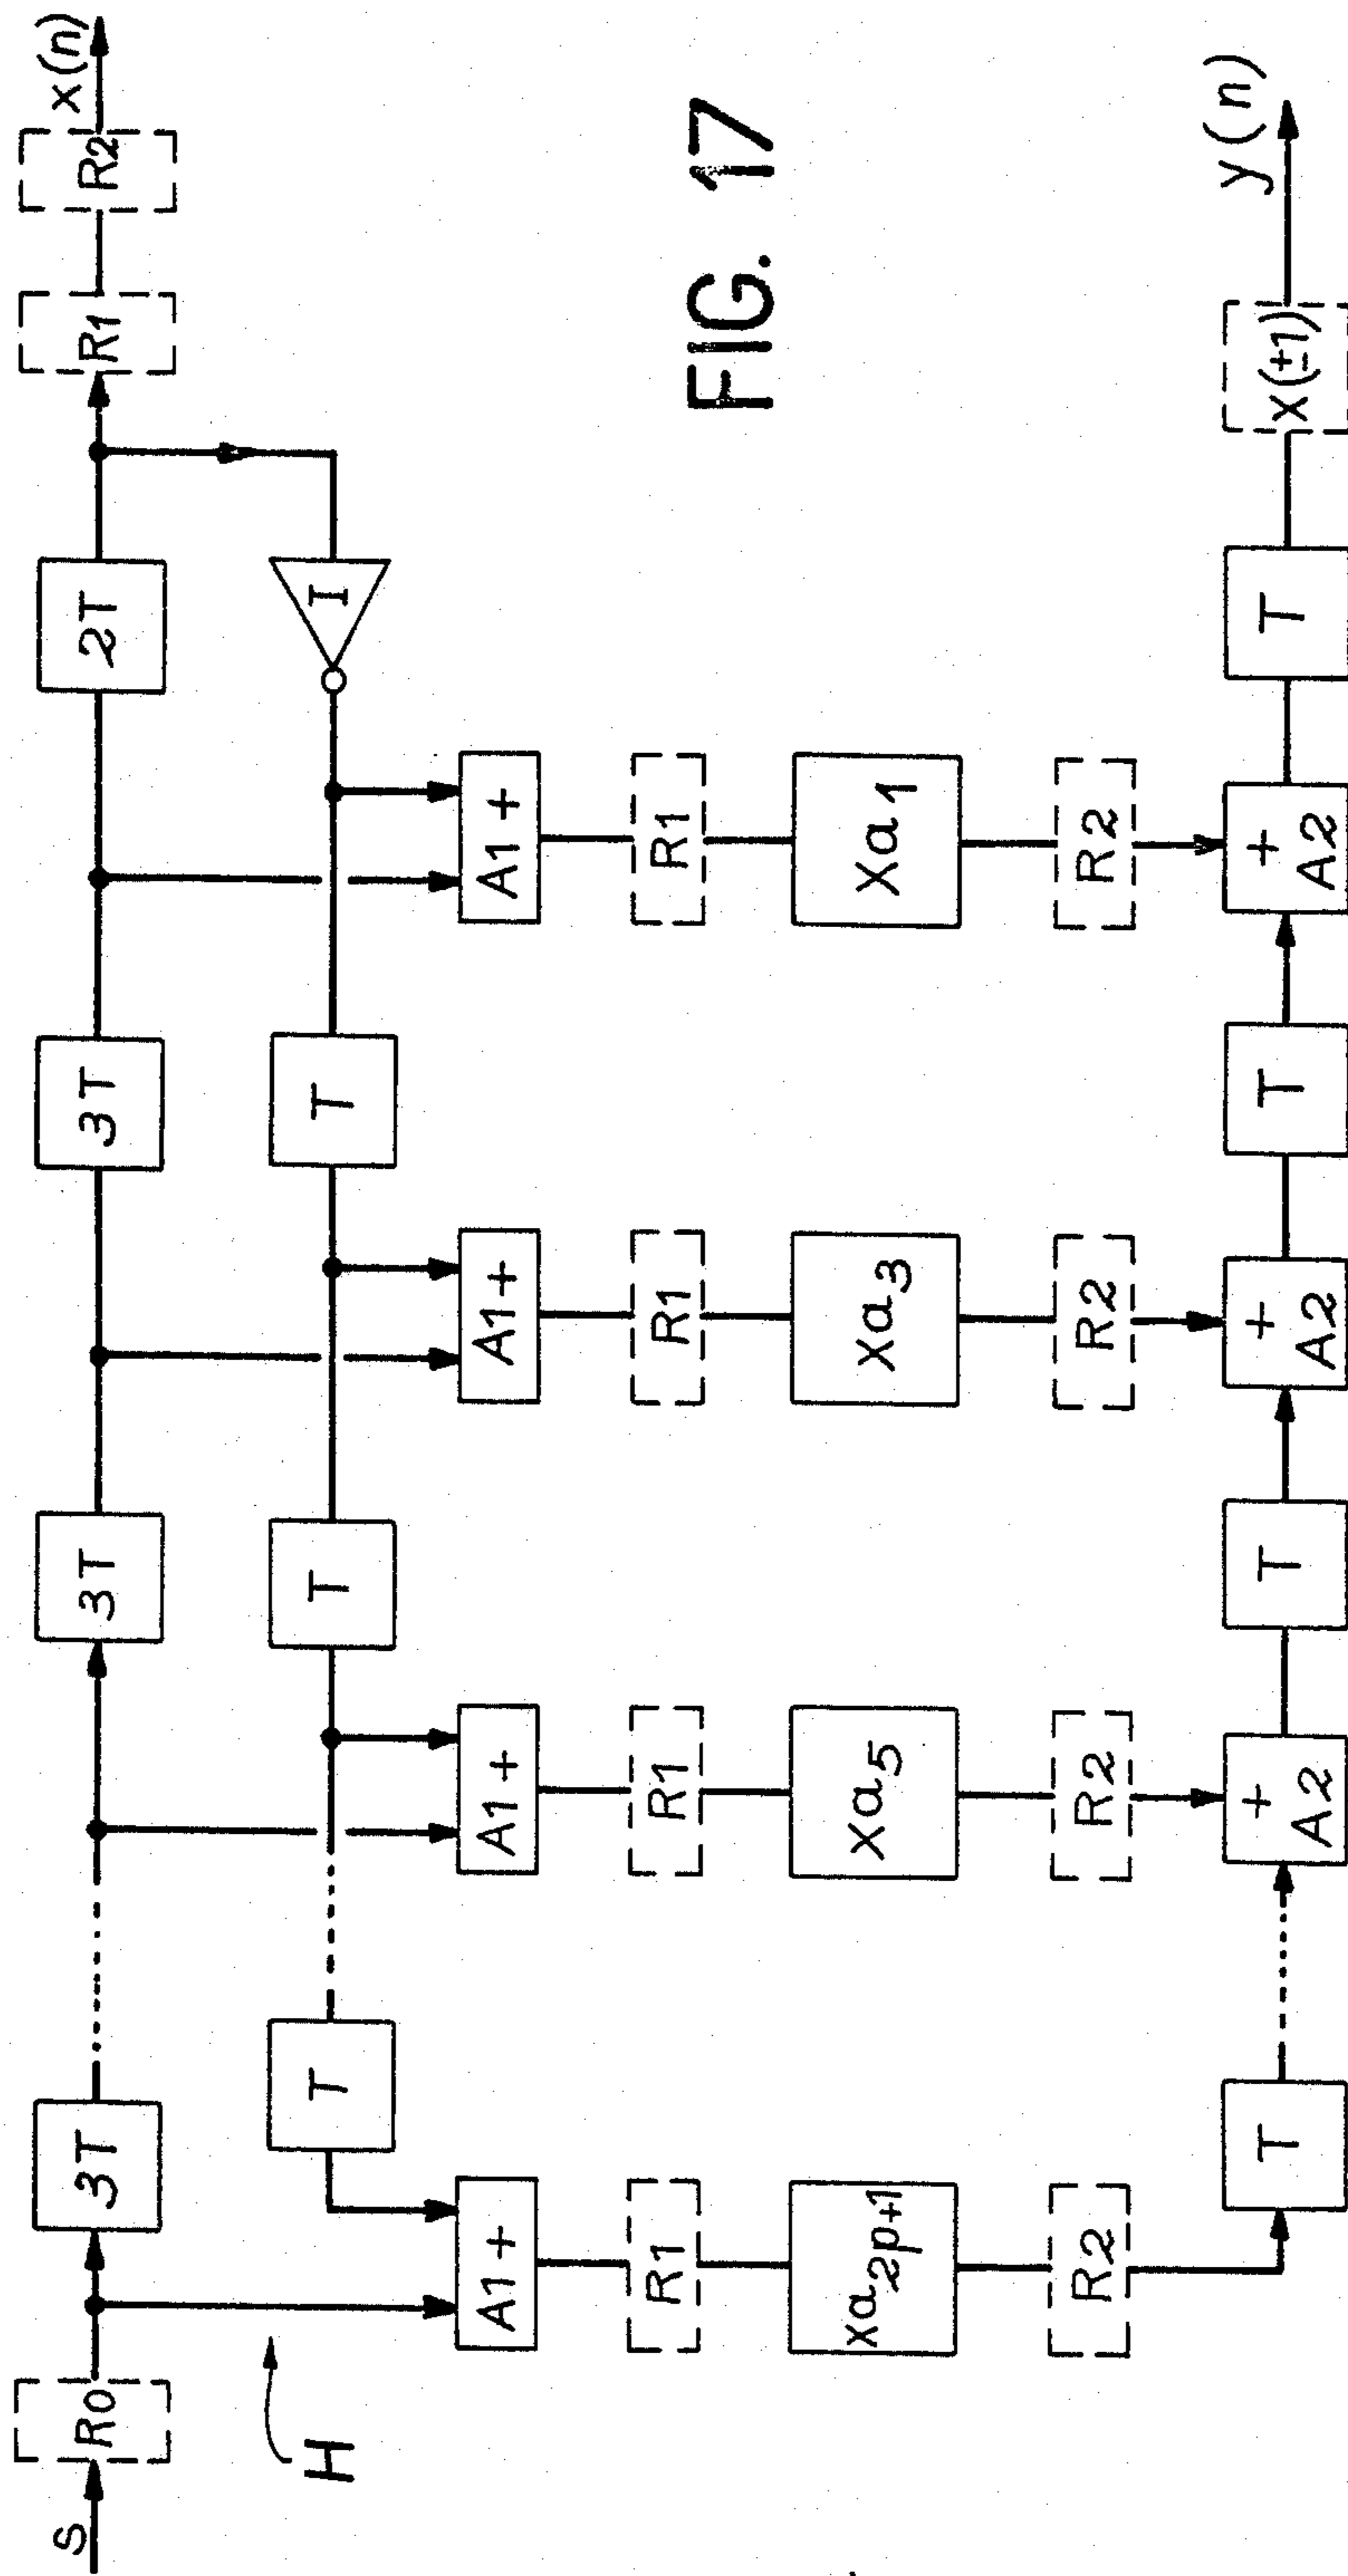 S
R0
3T
3T
3T
2T
R1
R2
x(n)
H
T
T
T
I
A1 +
A1 +
A1 +
A1 +
FIG. 17
R1
R1
R1
R1
xa2p+1
Xa5
Xa3
Xa1
R2
R2
R2
R2
T
+
A2
T
+
A2
T
+
A2
T
X(±1)
y(n)